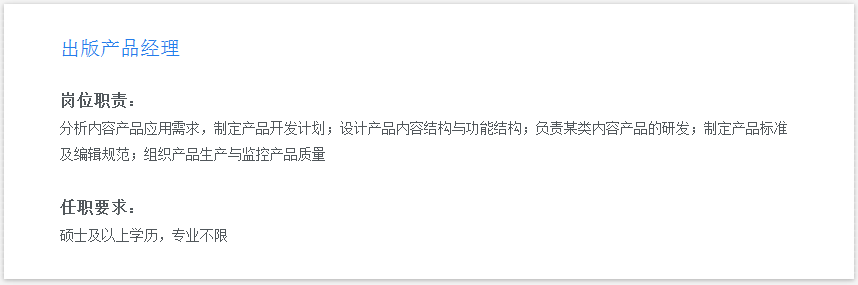 出版产品经理
岗位职责：
分析内容产品应用需求，制定产品开发计划；设计产品内容结构与功能结构；负责某类内容产品的研发；制定产品标准
及编辑规范；组织产品生产与监控产品质量
任职要求：
硕士及以上学历，专业不限